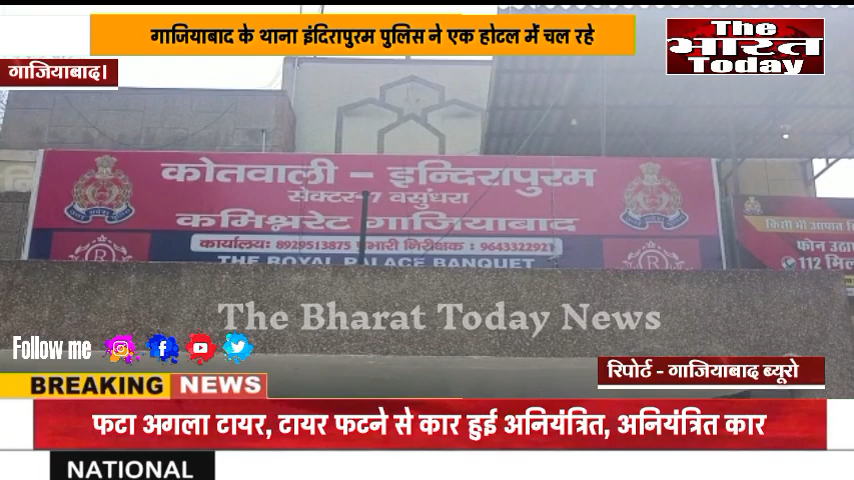 गाजियाबाद के थाना इंदिरापुरम पुलिस ने एक होटल में चल रहे
The
भारत
Today
गाजियाबाद।
कोतवाली - इन्दिरापुरम
सेक्टर-7 वसुंधरा
कमिश्नरेट गाजियाबाद
कार्यालयः 8929513875 प्रभारी निरीक्षक : 9643322921
THE ROYAL PALACE BANQUET
किसी भी आपात
फोन उठा
112 मिल
The Bharat Today News
Follow me
रिपोर्ट - गाजियाबाद ब्यूरो
BREAKING NEWS
फटा अगला टायर, टायर फटने से कार हुई अनियंत्रित, अनियंत्रित कार
NATIONAL